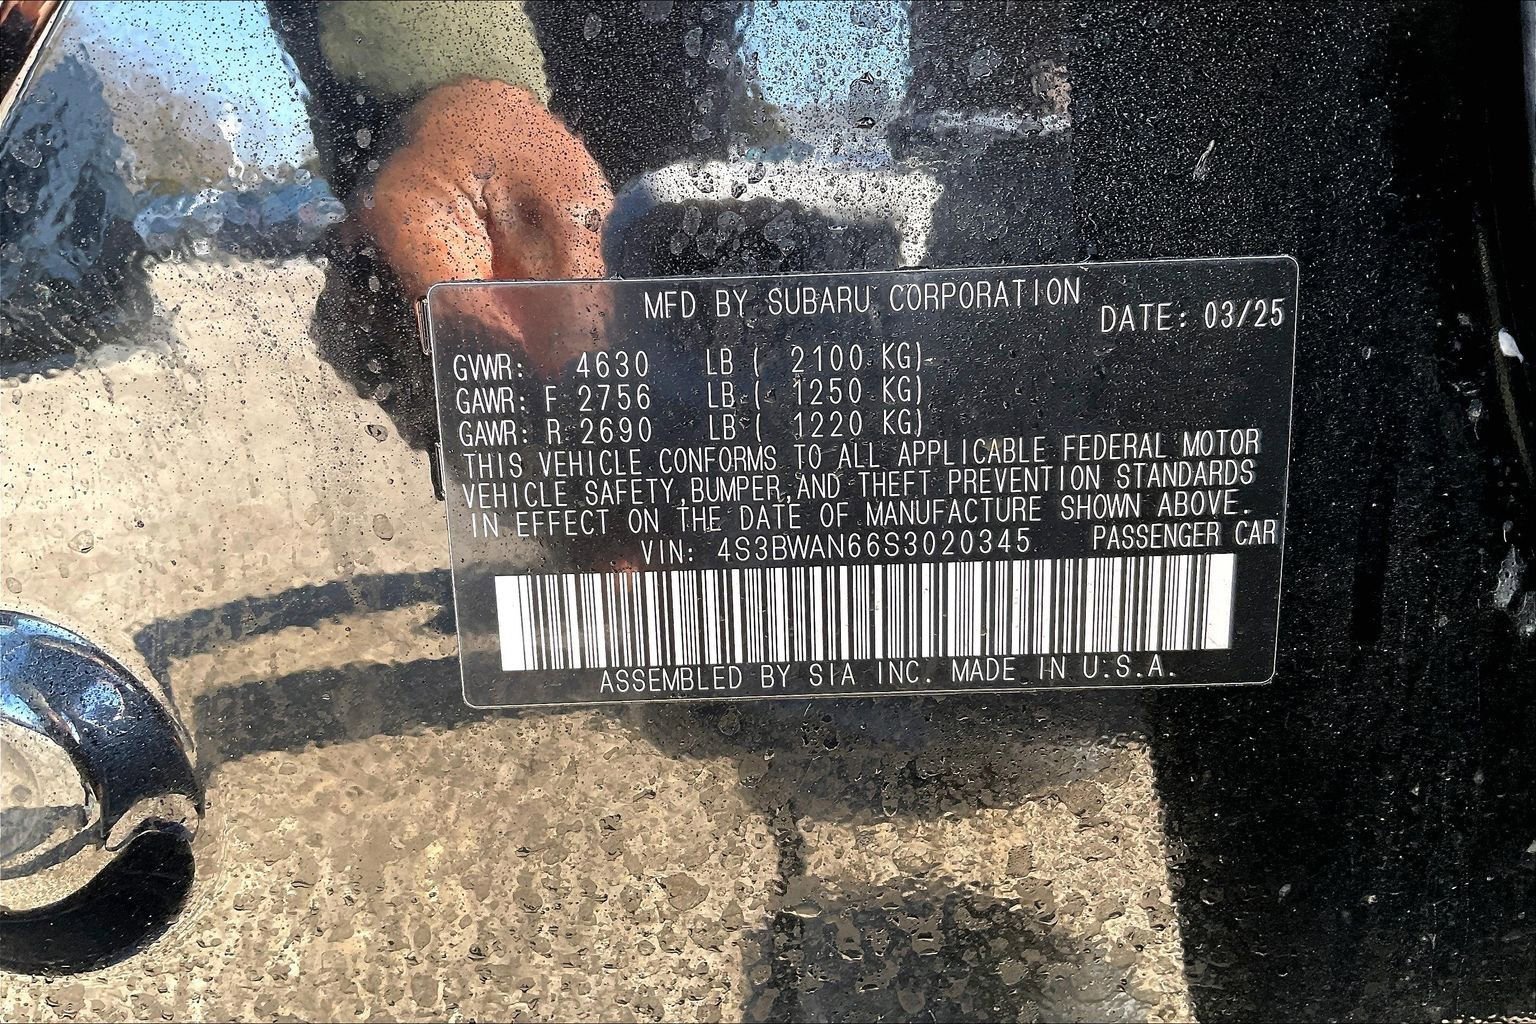 MFD BY SUBARU CORPORATION
DATE: 03/25
GVWR: 4630 LB ( 2100 KG)
GAWR: F 2756 LB ( 1250 KG)
GAWR: R 2690 LB ( 1220 KG)
THIS VEHICLE CONFORMS TO ALL APPLICABLE FEDERAL MOTOR
VEHICLE SAFETY,BUMPER,AND THEFT PREVENTION STANDARDS
IN EFFECT ON THE DATE OF MANUFACTURE SHOWN ABOVE.
VIN: 4S3BWAN66S3020345 PASSENGER CAR
ASSEMBLED BY SIA INC. MADE IN U.S.A.